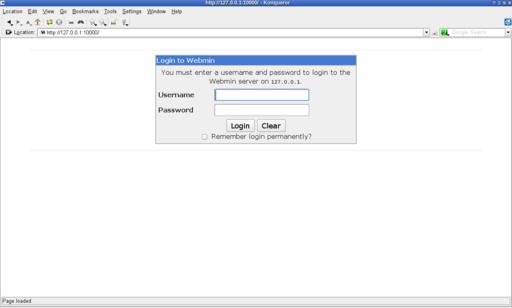 http://127.0.0.1:10000/ - Konqueror
Location Edit View Go Bookmarks Tools Settings Window Help
Location: http://127.0.0.1:10000/ Google Search
Login to Webmin
You must enter a username and password to login to the
Webmin server on 127.0.0.1.
Username
Password
Login Clear
Remember login permanently?
Page loaded.